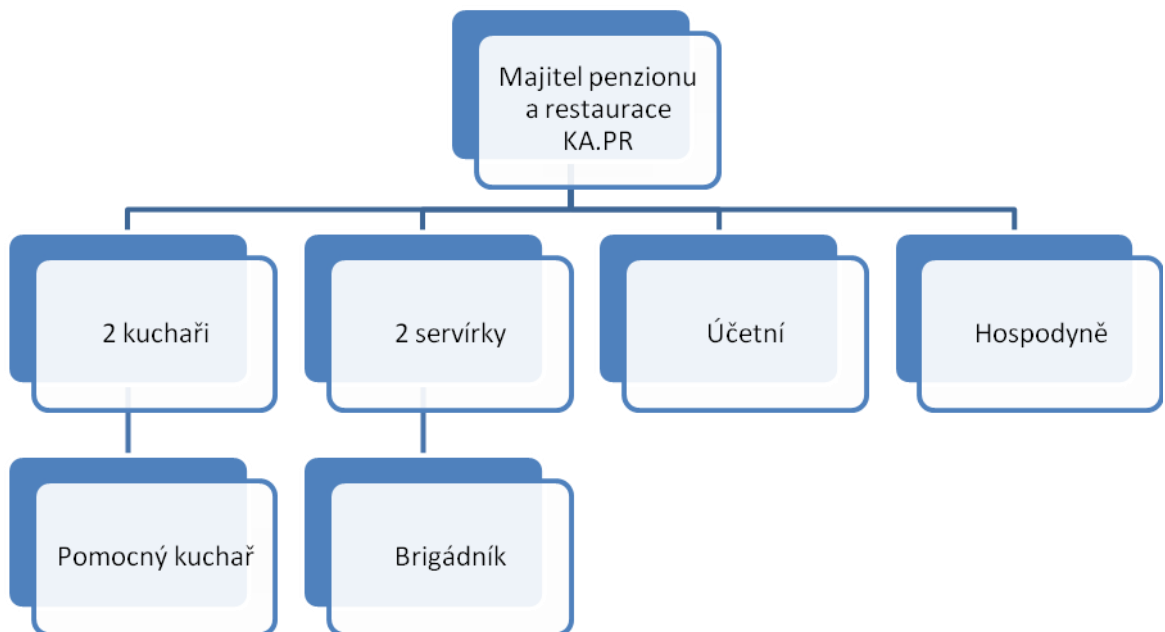 Majitel penzionu
a restaurace
KA.PR
2 kuchaři
2 servírky
Účetní
Hospodyně
Pomocný kuchař
Brigádník